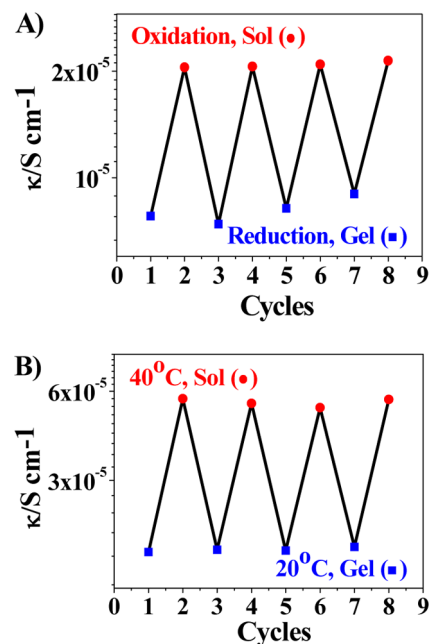 A)
Oxidation, Sol (•)
2x10⁻⁵
κ/S cm-1
10⁻⁵
Reduction, Gel (■)
0 1 2 3 4 5 6 7 8 9
Cycles
B)
6x10⁻⁵
40°C, Sol (•)
κ/S cm-1
3x10⁻⁵
20°C, Gel (■)
0 1 2 3 4 5 6 7 8 9
Cycles